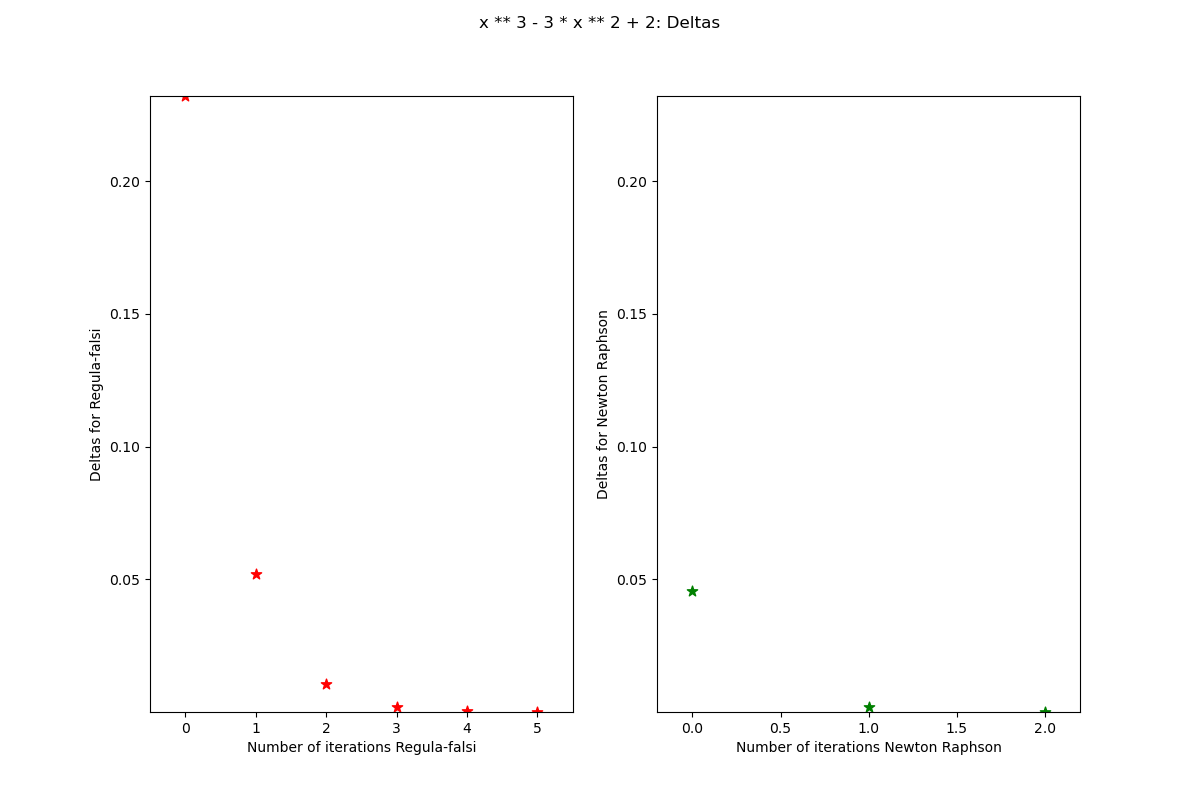 x ** 3 - 3 * x ** 2 + 2: Deltas
Deltas for Regula-falsi
0.20
0.15
0.10
0.05
0 1 2 3 4 5
Number of iterations Regula-falsi
Deltas for Newton Raphson
0.20
0.15
0.10
0.05
0.0 0.5 1.0 1.5 2.0
Number of iterations Newton Raphson